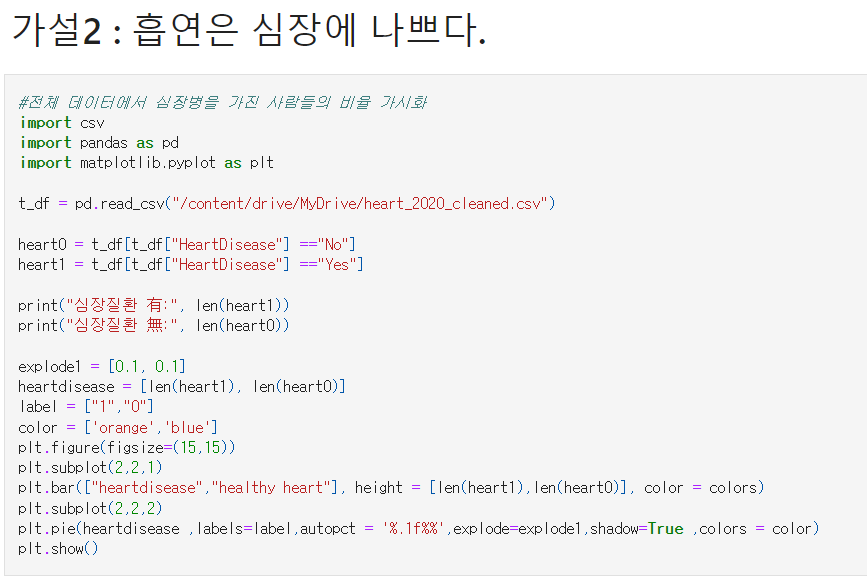 가설2 : 흡연은 심장에 나쁘다.
#전체 데이터에서 심장병을 가진 사람들의 비율 가시화
import csv
import pandas as pd
import matplotlib.pyplot as plt
t_df = pd.read_csv("/content/drive/MyDrive/heart_2020_cleaned.csv")
heart0 = t_df[t_df["HeartDisease"] =="No"]
heart1 = t_df[t_df["HeartDisease"] =="Yes"]
print("심장질환 有:", len(heart1))
print("심장질환 無:", len(heart0))
explode1 = [0.1, 0.1]
heartdisease = [len(heart1), len(heart0)]
label = ["1","0"]
color = ['orange','blue']
plt.figure(figsize=(15,15))
plt.subplot(2,2,1)
plt.bar(["heartdisease","healthy heart"], height = [len(heart1),len(heart0)], color = colors)
plt.subplot(2,2,2)
plt.pie(heartdisease ,labels=label,autopct = '%.1f%%',explode=explode1,shadow=True ,colors = color)
plt.show()